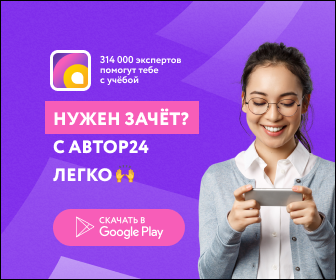 314 000 экспертов
помогут тебе
с учёбой
НУЖЕН ЗАЧЁТ?
С АВТОР24
ЛЕГКО🙌
СКАЧАТЬ В
Google Play